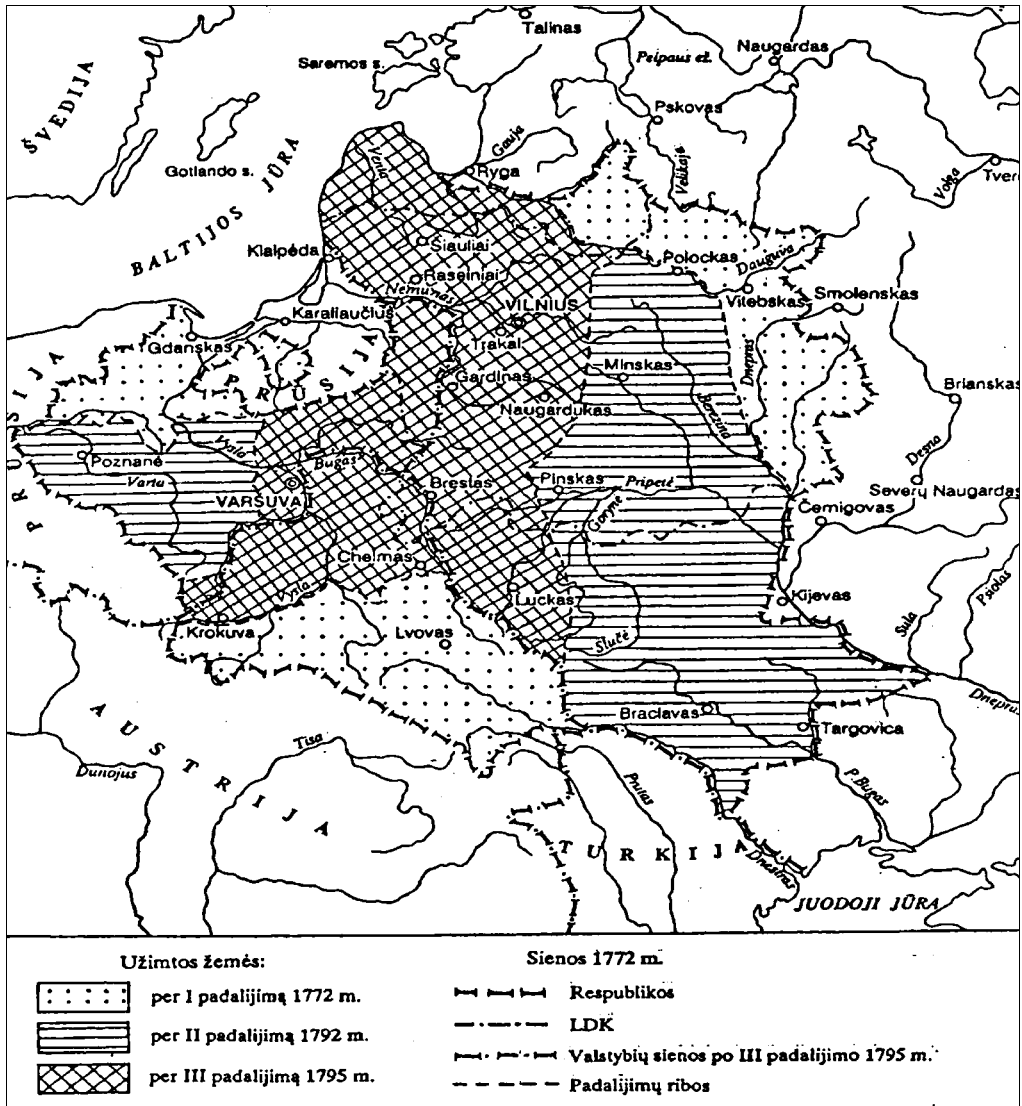 Talinas
Naugardas
Peipaus ež.
Saremos s.
ŠVEDIJA
Pskovas
Gauja
Venta
Velikaja
Gotlando s.
Ryga
Volga
Tver
BALTIJOS JŪRA
Šiauliai
Klaipėda
Polockas
Dauguva
Raseiniai
Nemunas
VILNIUS
Vitebskas
Smolenskas
Karaliaučius
Trakai
Gdanskas
Dnepras
PRŪSIJA
Minskas
Gardinas
Brianskas
Naugardukas
Berezina
Desna
Vysla
Bugas
Poznanė
Varta
Brestas
Pinskas
Pripetė
Severų Naugardas
VARŠUVA
Gorynė
Černigovas
PRUSIJA
Chelmas
Vysla
Luckas
Kijevas
Psiolas
Sula
Krokuva
Lvovas
Slučė
Dnepras
Braclavas
Targovica
AUSTRIJA
Tisa
Dunojus
Prutas
P. Bugas
TURKIJA
Dnestras
JUODOJI JŪRA
Užimtos žemės:
per I padalijimą 1772 m.
per II padalijimą 1792 m.
per III padalijimą 1795 m.
Sienos 1772 m.
Respublikos
LDK
Valstybių sienos po III padalijimo 1795 m.
Padalijimų ribos